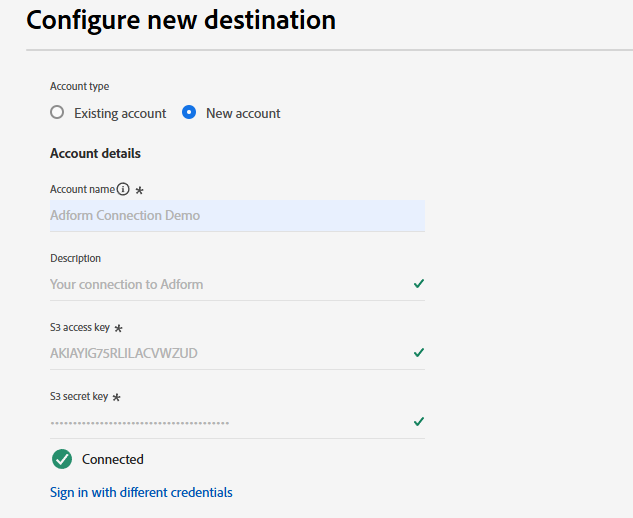 Configure new destination
Account type
Existing account New account
Account details
Account name *
Adform Connection Demo
Description
Your connection to Adform
S3 access key *
AKIAYIG75RLILACVWZUD
S3 secret key *
••••••••••••••••••••••••••••••••••••••••
Connected
Sign in with different credentials